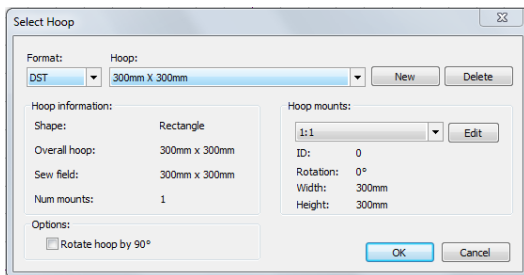 Select Hoop
Format: Hoop:
DST 300mm X 300mm New Delete
Hoop information:
Shape: Rectangle
Overall hoop: 300mm x 300mm
Sew field: 300mm x 300mm
Num mounts: 1
Hoop mounts:
1:1 Edit
ID: 0
Rotation: 0°
Width: 300mm
Height: 300mm
Options:
Rotate hoop by 90°
OK Cancel